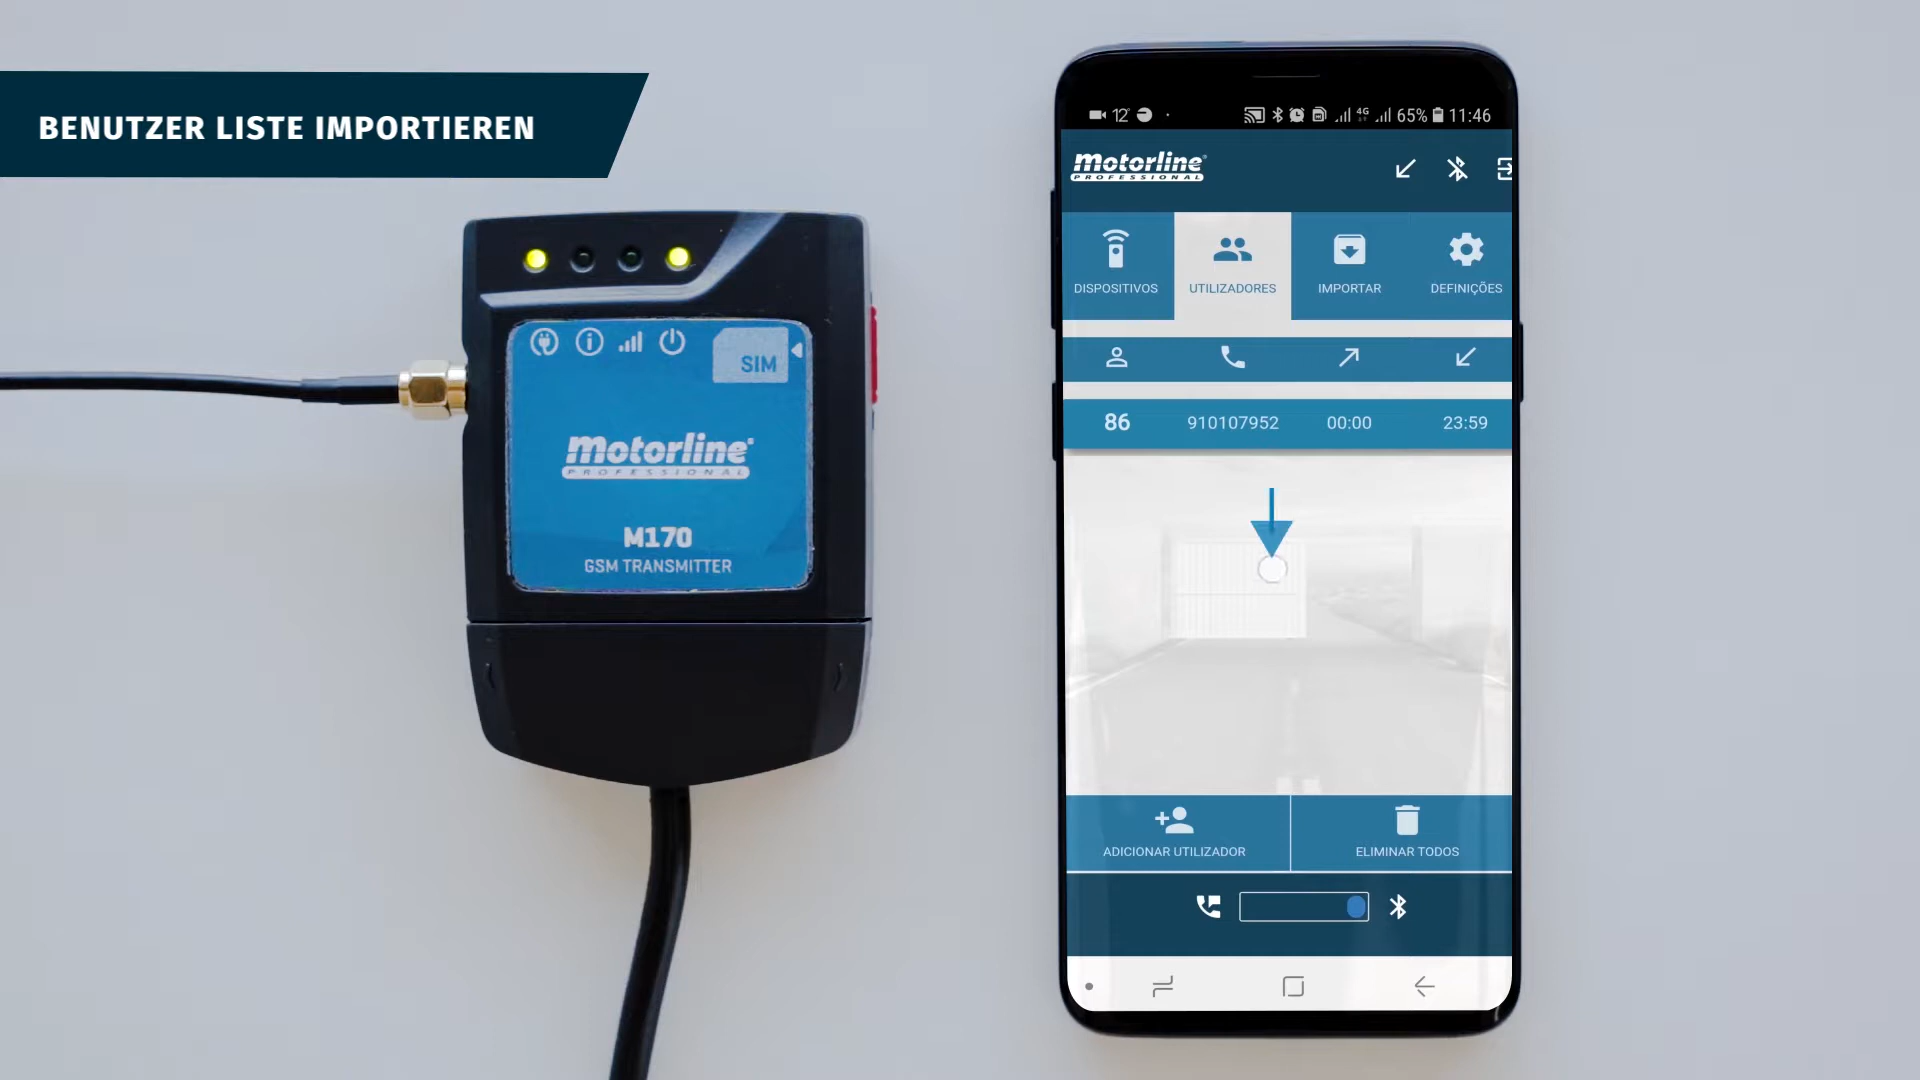 BENUTZER LISTE IMPORTIEREN
SIM
motorline
PROFESSIONAL
M170
GSM TRANSMITTER
12° 4G 65% 11:46
motorline
PROFESSIONAL
DISPOSITIVOS UTILIZADORES IMPORTAR DEFINIÇÕES
86 910107952 00:00 23:59
ADICIONAR UTILIZADOR ELIMINAR TODOS